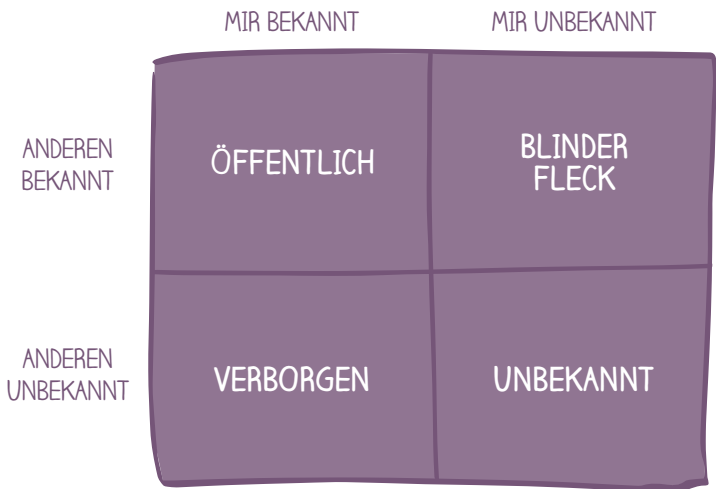 MIR BEKANNT
MIR UNBEKANNT
ANDEREN
BEKANNT
ÖFFENTLICH
BLINDER
FLECK
ANDEREN
UNBEKANNT
VERBORGEN
UNBEKANNT